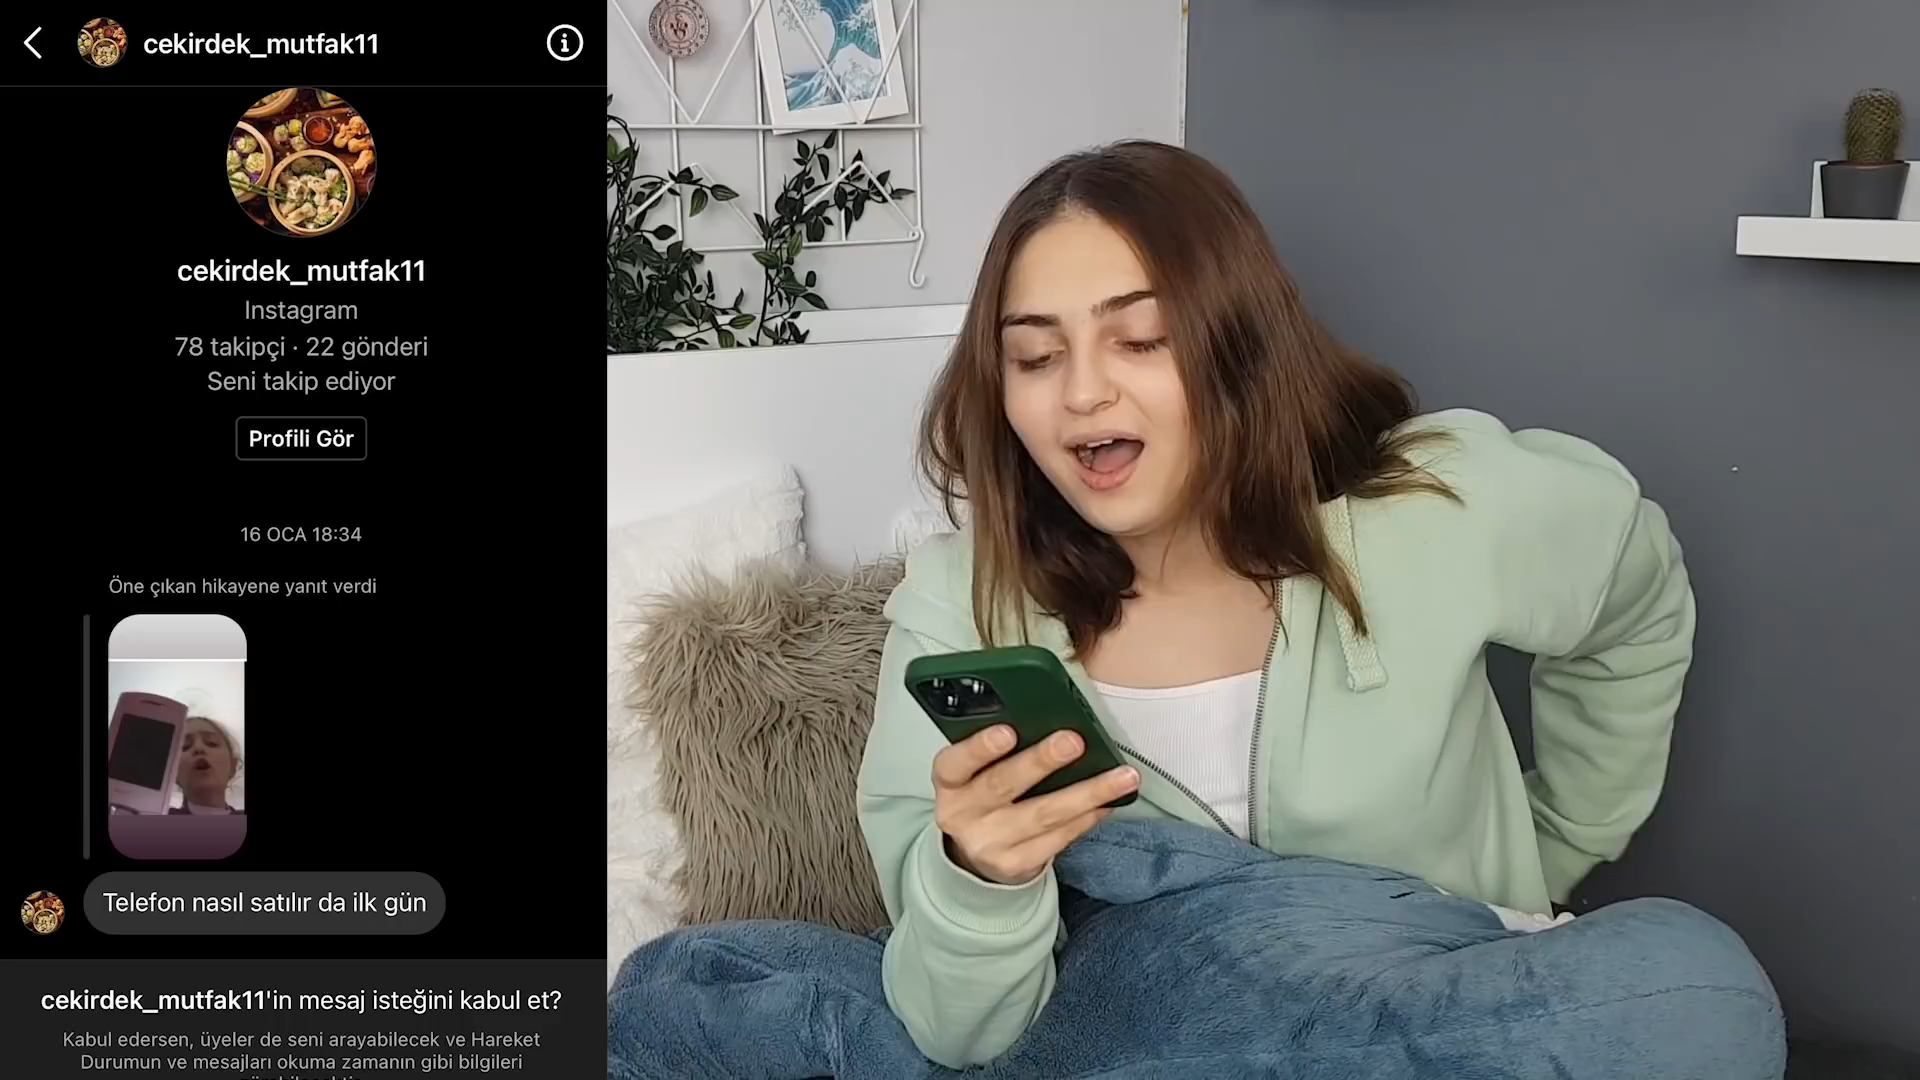 cekirdek_mutfak11
cekirdek_mutfak11
Instagram
78 takipçi · 22 gönderi
Seni takip ediyor
Profili Gör
16 OCA 18:34
Öne çıkan hikayene yanıt verdi
Telefon nasıl satılır da ilk gün
cekirdek_mutfak11'in mesaj isteğini kabul et?
Kabul edersen, üyeler de seni arayabilecek ve Hareket
Durumun ve mesajları okuma zamanın gibi bilgileri